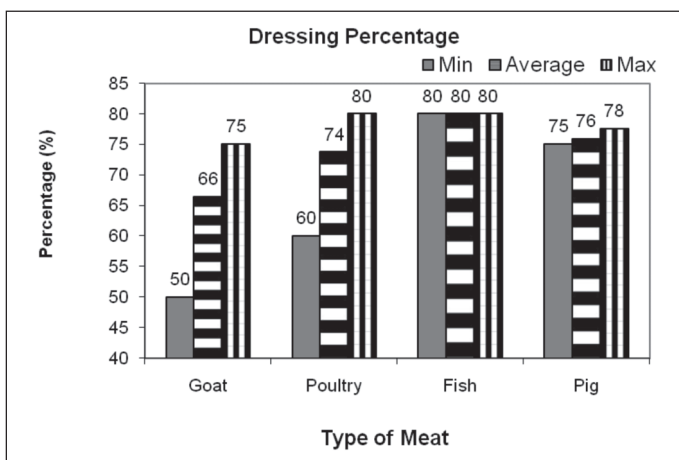 Dressing Percentage
Min Average Max
Percentage (%)
85
80
75
70
65
60
55
50
45
40
50 66 75
60 74 80
80 80 80
75 76 78
Goat Poultry Fish Pig
Type of Meat